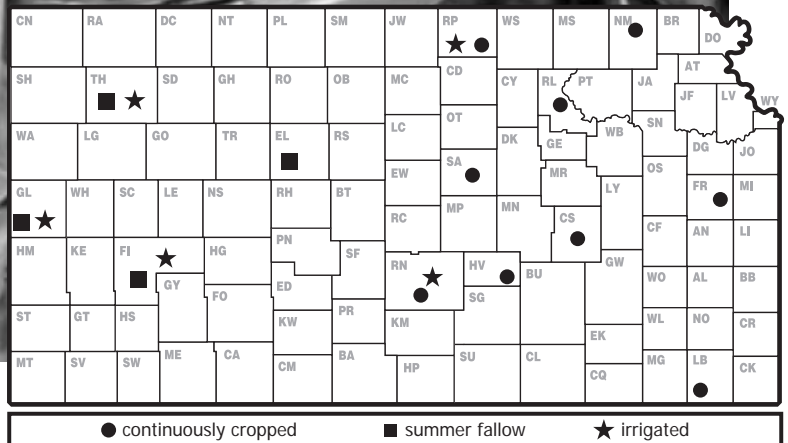 CN RA DC NT PL SM JW RP WS MS NM BR DO
SH TH SD GH RO OB MC CD CY RL PT JA AT JF LV WY
WA LG GO TR EL RS LC OT DK GE WB SN DG JO
GL WH SC LE NS RH BT EW SA MR LY OS FR MI
RC MP MN CS CF AN LI
HM KE FI HG PN SF RN HV BU GW WO AL BB
GY FO ED SG
ST GT HS KW PR KM EK WL NO CR
MT SV SW ME CA CM BA HP SU CL CQ MG LB CK
continuously cropped summer fallow irrigated